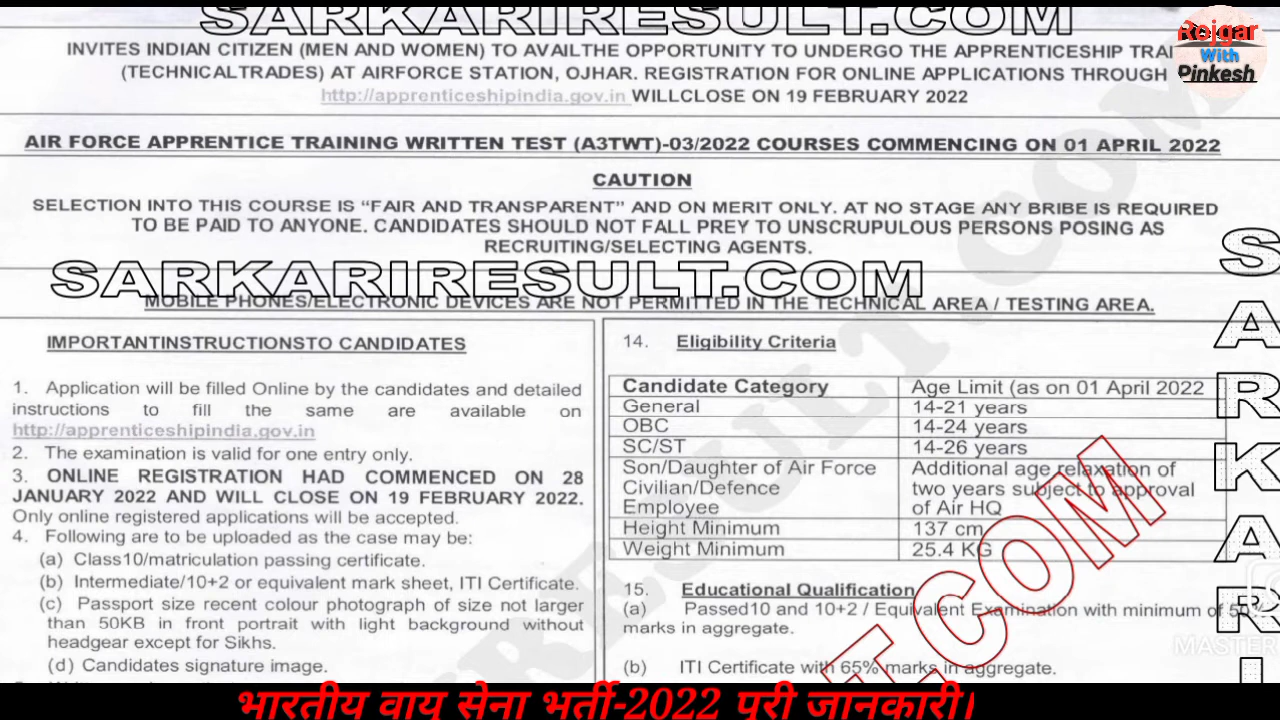 SARKARIRESULT.COM
INVITES INDIAN CITIZEN (MEN AND WOMEN) TO AVAILTHE OPPORTUNITY TO UNDERGO THE APPRENTICESHIP
(TECHNICALTRADES) AT AIRFORCE STATION, OJHAR. REGISTRATION FOR ONLINE APPLICATIONS THROUGH
http://apprenticeshipindia.gov.in WILLCLOSE ON 19 FEBRUARY 2022
Rojgar
With
Pinkesh
AIR FORCE APPRENTICE TRAINING WRITTEN TEST (A3TWT)-03/2022 COURSES COMMENCING ON 01 APRIL 2022
CAUTION
SELECTION INTO THIS COURSE IS “FAIR AND TRANSPARENT” AND ON MERIT ONLY. AT NO STAGE ANY BRIBE IS REQUIRED
TO BE PAID TO ANYONE. CANDIDATES SHOULD NOT FALL PREY TO UNSCRUPULOUS PERSONS POSING AS
RECRUITING/SELECTING AGENTS.
SARKARIRESULT.COM
MOBILE PHONES/ELECTRONIC DEVICES ARE NOT PERMITTED IN THE TECHNICAL AREA / TESTING AREA.
IMPORTANTINSTRUCTIONSTO CANDIDATES
1. Application will be filled Online by the candidates and detailed
instructions to fill the same are available on
http://apprenticeshipindia.gov.in
2. The examination is valid for one entry only.
3. ONLINE REGISTRATION HAD COMMENCED ON 28
JANUARY 2022 AND WILL CLOSE ON 19 FEBRUARY 2022.
Only online registered applications will be accepted.
4. Following are to be uploaded as the case may be:
(a) Class10/matriculation passing certificate.
(b) Intermediate/10+2 or equivalent mark sheet, ITI Certificate.
(c) Passport size recent colour photograph of size not larger
than 50KB in front portrait with light background without
headgear except for Sikhs.
(d) Candidates signature image.
14. Eligibility Criteria
Candidate Category Age Limit (as on 01 April 2022
General 14-21 years
OBC 14-24 years
SC/ST 14-26 years
Son/Daughter of Air Force Additional age relaxation of
Civilian/Defence two years subject to approval
Employee of Air HQ
Height Minimum 137 cm
Weight Minimum 25.4 KG
15. Educational Qualification
(a) Passed10 and 10+2 / Equivalent Examination with minimum of 50%
marks in aggregate.
(b) ITI Certificate with 65% marks in aggregate.
T.COM
SARKARI
MASTER
भारतीय वायु सेना भर्ती-2022 पूरी जानकारी।